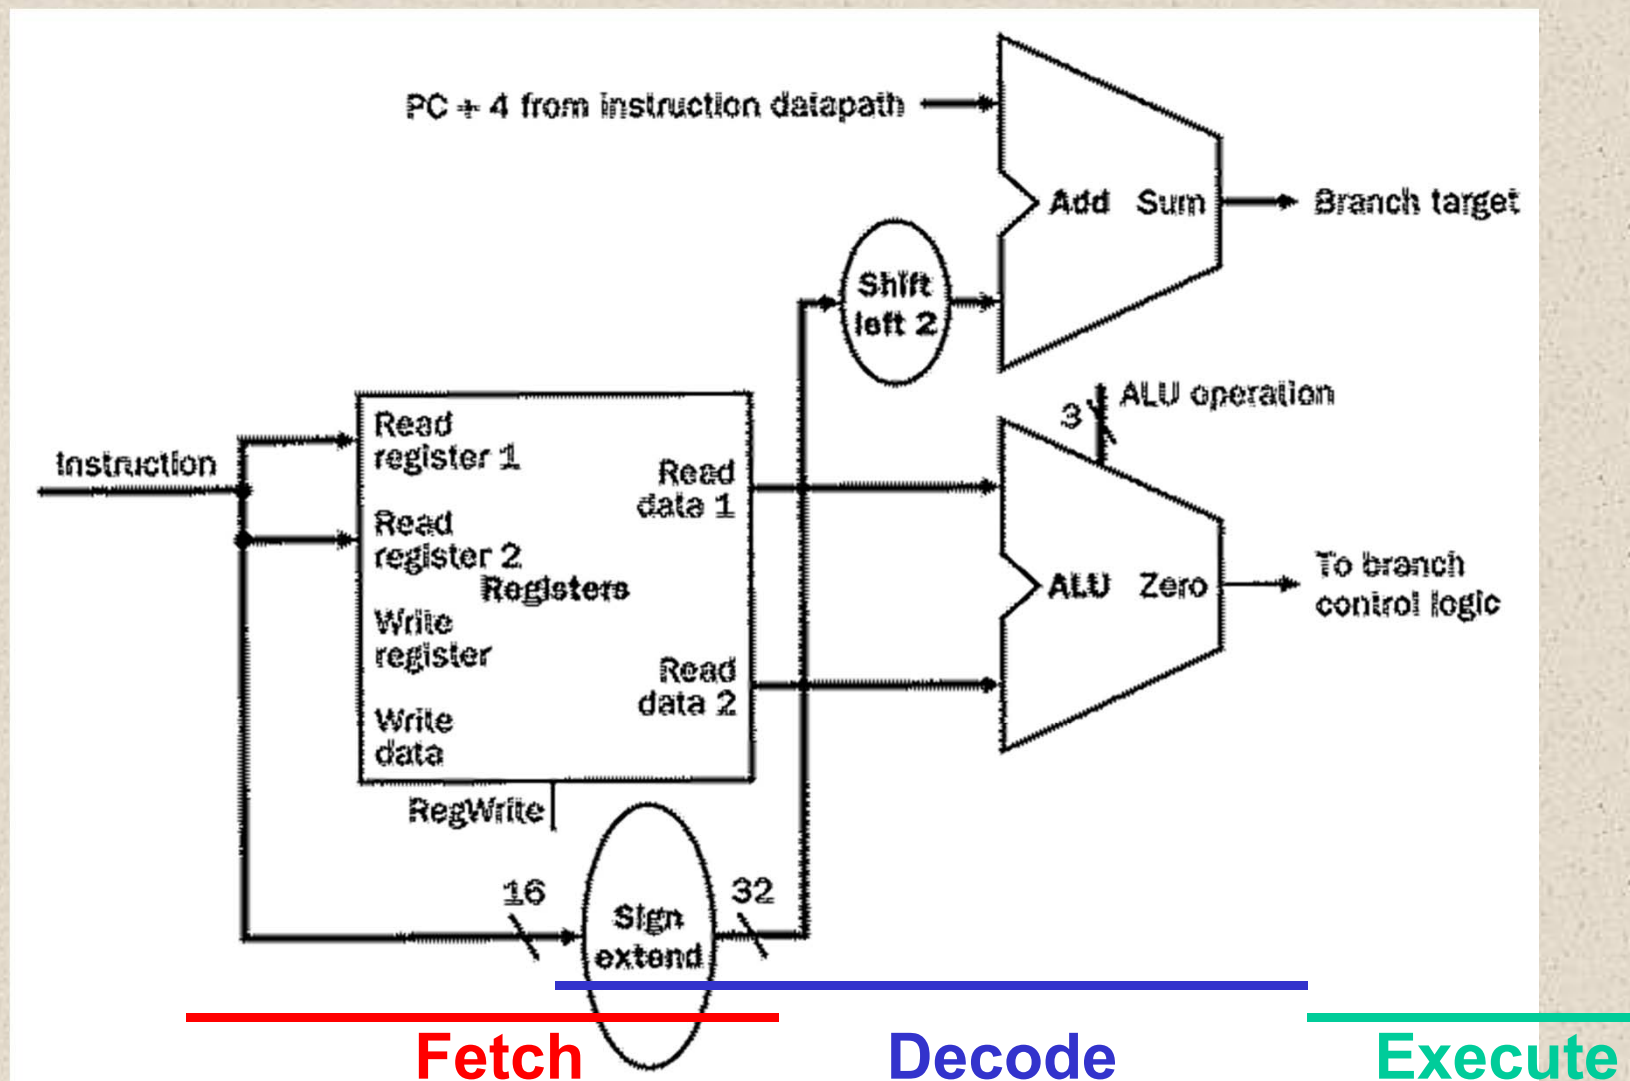 PC + 4 from instruction datapath
Add Sum
Branch target
Shift
left 2
3
ALU operation
Instruction
Read
register 1
Read
data 1
Read
register 2
Registers
ALU Zero
To branch
control logic
Write
register
Read
data 2
Write
data
RegWrite
16
Sign
extend
32
Fetch
Decode
Execute